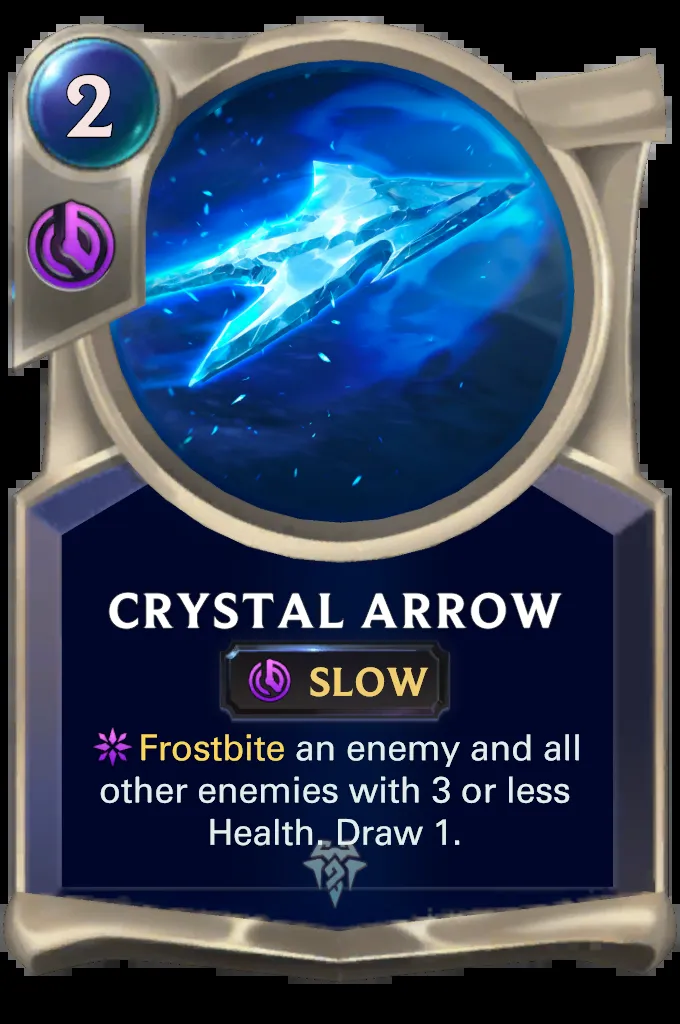 2
CRYSTAL ARROW
SLOW
Frostbite an enemy and all
other enemies with 3 or less
Health. Draw 1.